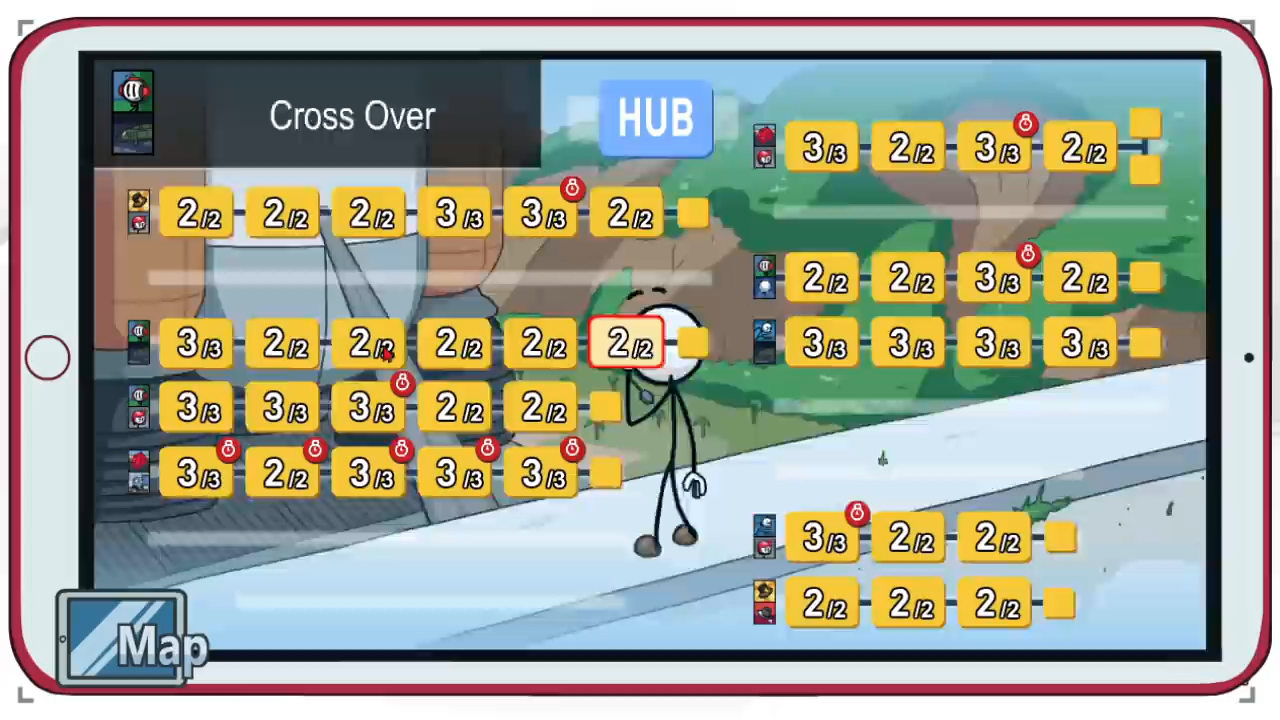 Cross Over
HUB
3/3 2/2 3/3 2/2
2/2 2/2 2/2 3/3 3/3 2/2
2/2 2/2 3/3 2/2
3/3 2/2 2/2 2/2 2/2 2/2
3/3 3/3 3/3 3/3
3/3 3/3 3/3 2/2 2/2
3/3 2/2 3/3 3/3 3/3
3/3 2/2 2/2
2/2 2/2 2/2
Map